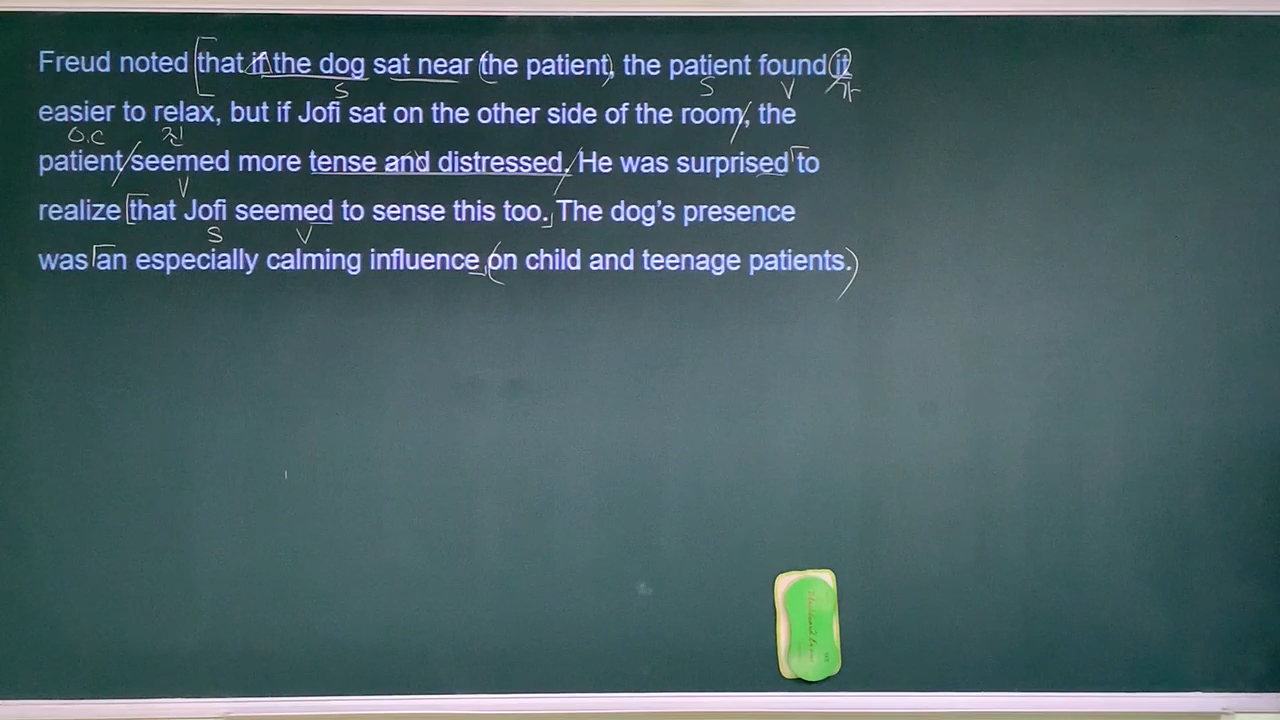 Freud noted [that if the dog sat near (the patient), the patient found it
S S V 가
easier to relax, but if Jofi sat on the other side of the room, the
O.C 진
patient seemed more tense and distressed. He was surprised to
V
realize [that Jofi seemed to sense this too.] The dog's presence
S V
was an especially calming influence (on child and teenage patients.)